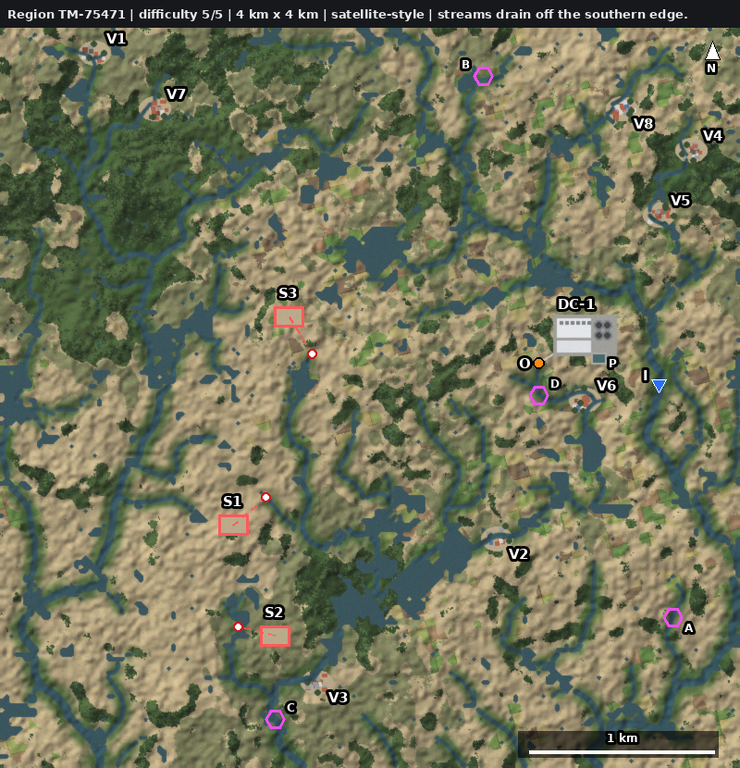 Region TM-75471 | difficulty 5/5 | 4 km x 4 km | satellite-style | streams drain off the southern edge.
V1
N
B
V7
V8
V4
V5
S3
DC-1
O
P
I
D
V6
S1
V2
S2
A
V3
C
1 km